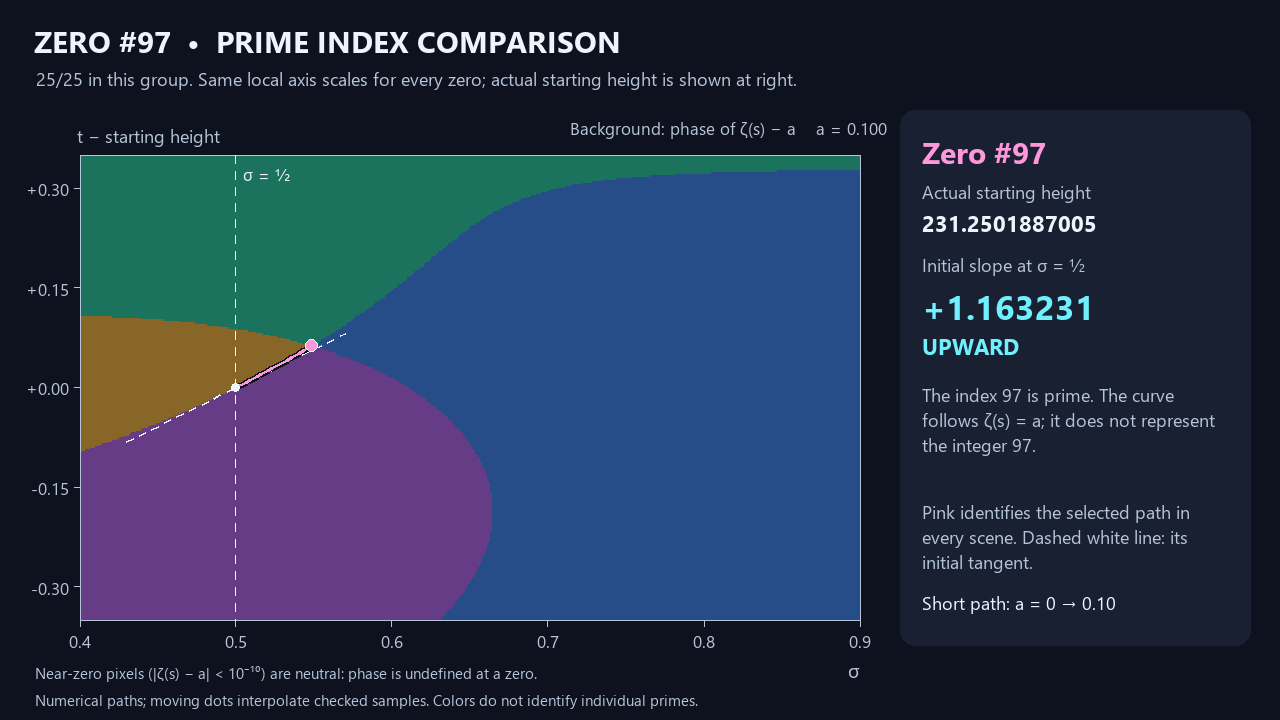 ZERO #97 • PRIME INDEX COMPARISON
25/25 in this group. Same local axis scales for every zero; actual starting height is shown at right.
t − starting height
Background: phase of ζ(s) − a a = 0.100
σ = ½
+0.30
+0.15
+0.00
-0.15
-0.30
0.4 0.5 0.6 0.7 0.8 0.9
σ
Zero #97
Actual starting height
231.2501887005
Initial slope at σ = ½
+1.163231
UPWARD
The index 97 is prime. The curve
follows ζ(s) = a; it does not represent
the integer 97.
Pink identifies the selected path in
every scene. Dashed white line: its
initial tangent.
Short path: a = 0 → 0.10
Near-zero pixels (|ζ(s) − a| < 10⁻¹⁰) are neutral: phase is undefined at a zero.
Numerical paths; moving dots interpolate checked samples. Colors do not identify individual primes.